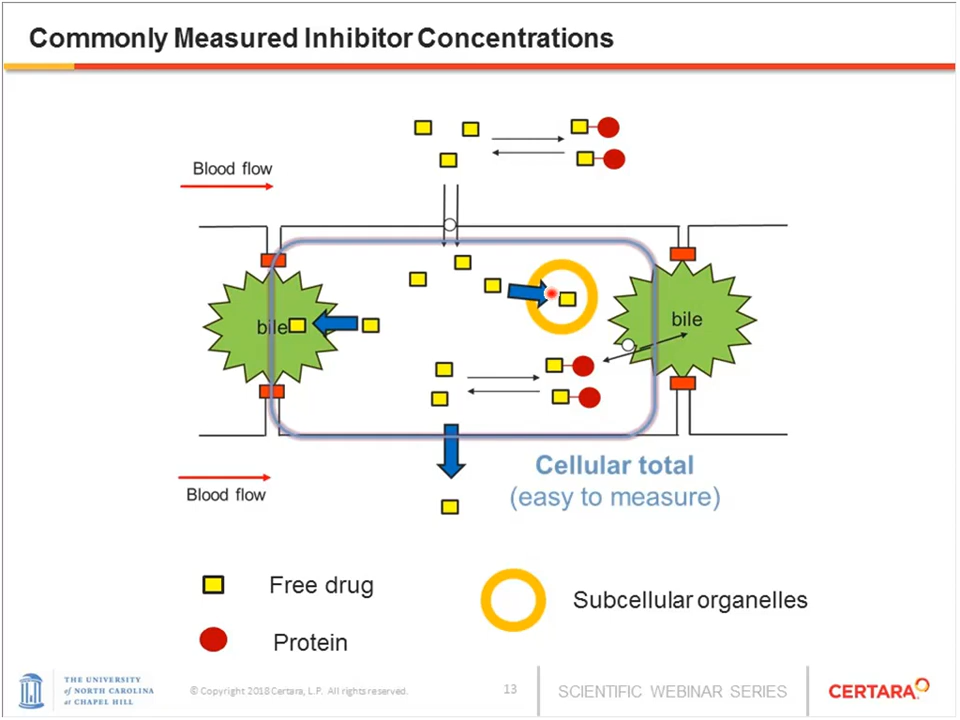 Commonly Measured Inhibitor Concentrations
Blood flow
bile
bile
Cellular total
(easy to measure)
Blood flow
Free drug
Subcellular organelles
Protein
THE UNIVERSITY
of NORTH CAROLINA
at CHAPEL HILL
© Copyright 2018 Certara, L.P. All rights reserved.
13
SCIENTIFIC WEBINAR SERIES
CERTARA